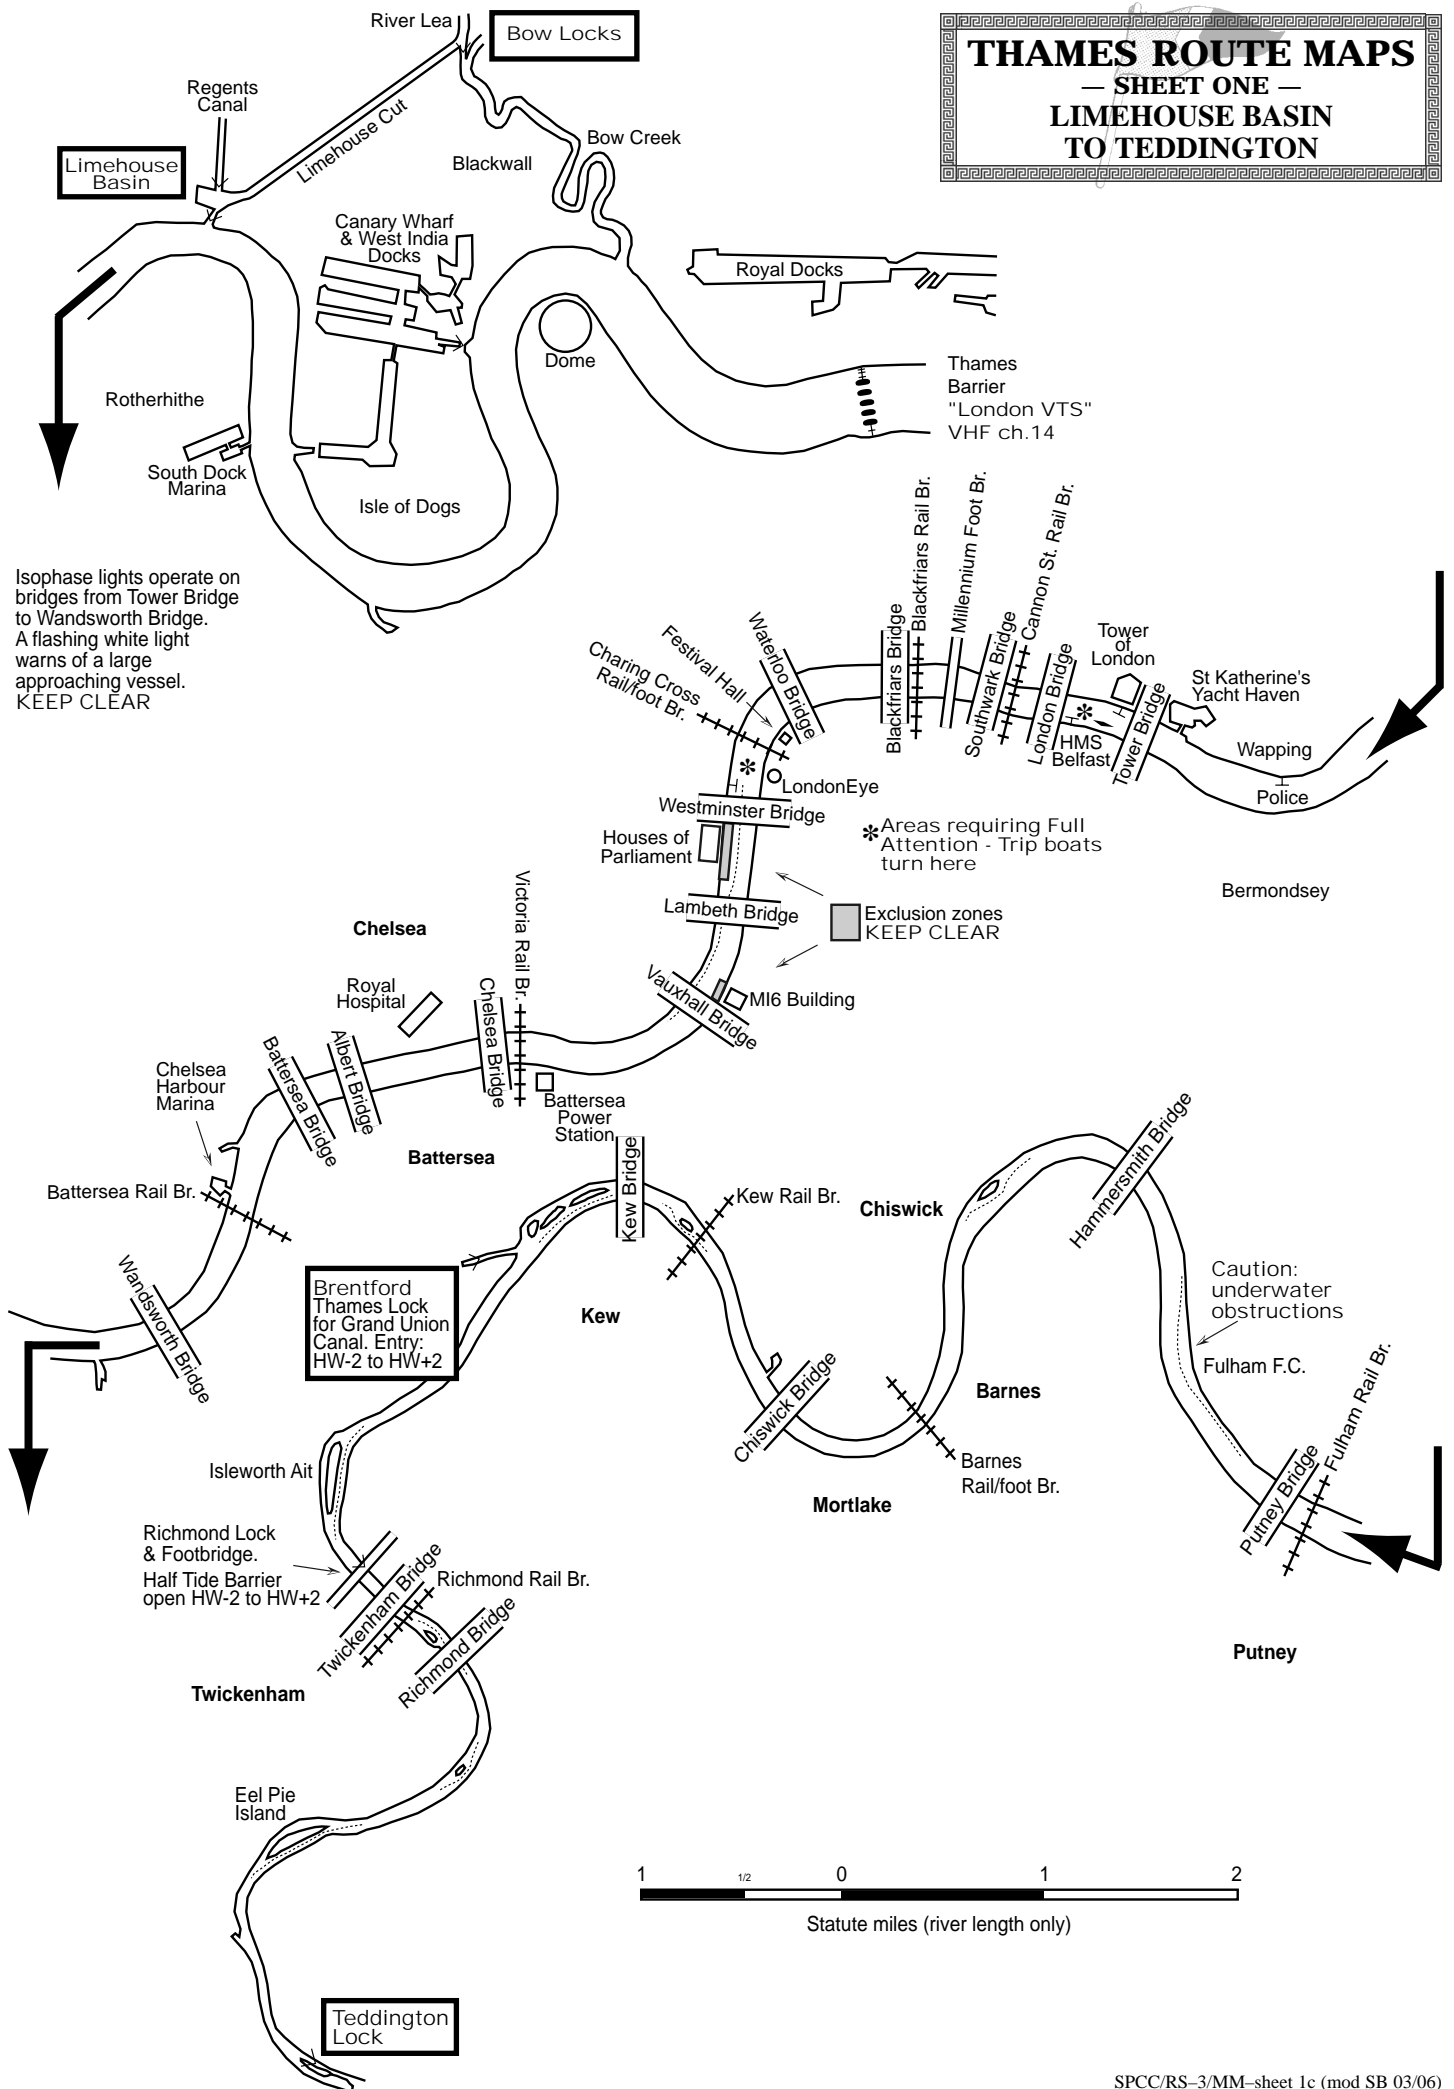 River Lea
Bow Locks
THAMES ROUTE MAPS
— SHEET ONE —
LIMEHOUSE BASIN
TO TEDDINGTON
Regents
Canal
Limehouse
Basin
Limehouse Cut
Blackwall
Bow Creek
Canary Wharf
& West India
Docks
Royal Docks
Dome
Thames
Barrier
"London VTS"
VHF ch.14
Rotherhithe
South Dock
Marina
Isle of Dogs
Isophase lights operate on
bridges from Tower Bridge
to Wandsworth Bridge.
A flashing white light
warns of a large
approaching vessel.
KEEP CLEAR
Charing Cross
Rail/foot Br.
Festival Hall
Waterloo Bridge
Blackfriars Bridge
Blackfriars Rail Br.
Millennium Foot Br.
Southwark Bridge
Cannon St. Rail Br.
London Bridge
Tower
of
London
HMS
Belfast
Tower Bridge
St Katherine's
Yacht Haven
Wapping
Police
Bermondsey
LondonEye
Westminster Bridge
Houses of
Parliament
*Areas requiring Full
Attention - Trip boats
turn here
Lambeth Bridge
Exclusion zones
KEEP CLEAR
Vauxhall Bridge
MI6 Building
Chelsea
Victoria Rail Br.
Royal
Hospital
Chelsea Bridge
Albert Bridge
Battersea Bridge
Chelsea
Harbour
Marina
Battersea
Power
Station
Battersea
Battersea Rail Br.
Wandsworth Bridge
Kew Bridge
Kew Rail Br.
Chiswick
Hammersmith Bridge
Brentford
Thames Lock
for Grand Union
Canal. Entry:
HW-2 to HW+2
Kew
Caution:
underwater
obstructions
Fulham F.C.
Fulham Rail Br.
Chiswick Bridge
Barnes
Barnes
Rail/foot Br.
Mortlake
Putney Bridge
Isleworth Ait
Richmond Lock
& Footbridge.
Half Tide Barrier
open HW-2 to HW+2
Twickenham Bridge
Richmond Rail Br.
Richmond Bridge
Putney
Twickenham
Eel Pie
Island
1 1/2 0 1 2
Statute miles (river length only)
Teddington
Lock
SPCC/RS–3/MM–sheet 1c (mod SB 03/06)